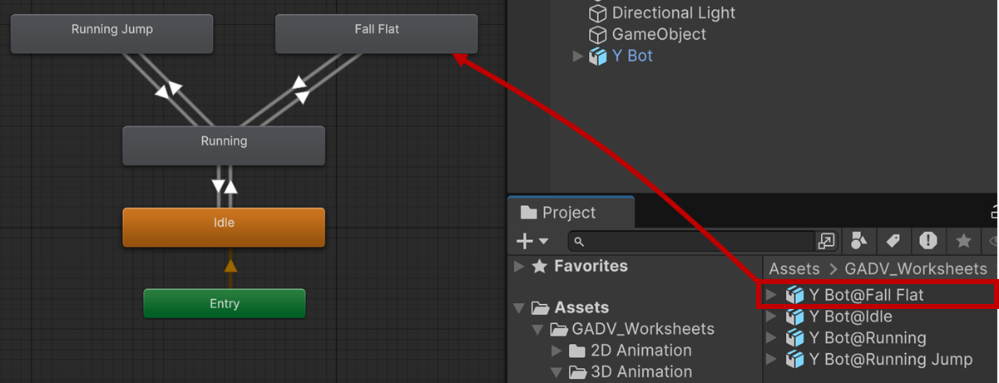 Running Jump
Fall Flat
Running
Idle
Entry
Directional Light
GameObject
Y Bot
Project
Favorites
Assets
GADV_Worksheets
2D Animation
3D Animation
Assets > GADV_Worksheets
Y Bot@Fall Flat
Y Bot@Idle
Y Bot@Running
Y Bot@Running Jump